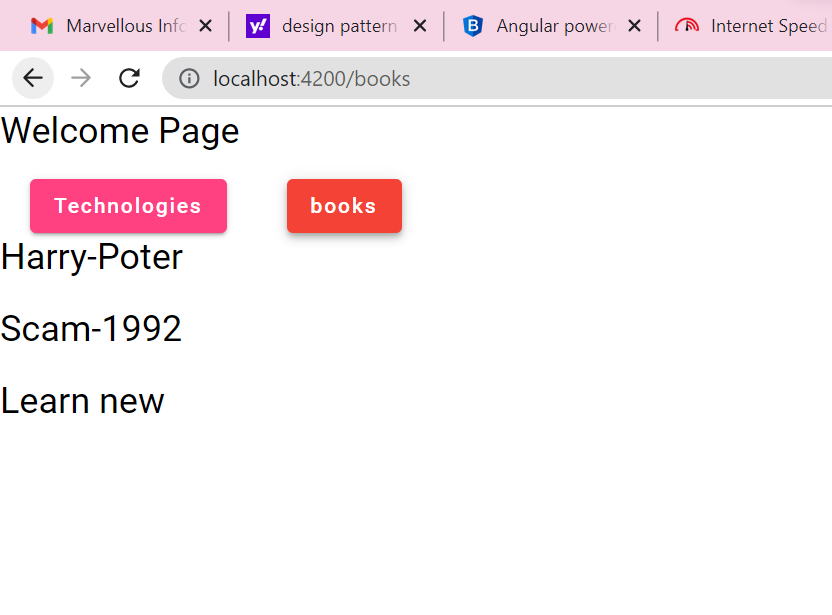 Marvellous Info design pattern Angular power Internet Speed
localhost:4200/books
Welcome Page
Technologies books
Harry-Poter
Scam-1992
Learn new